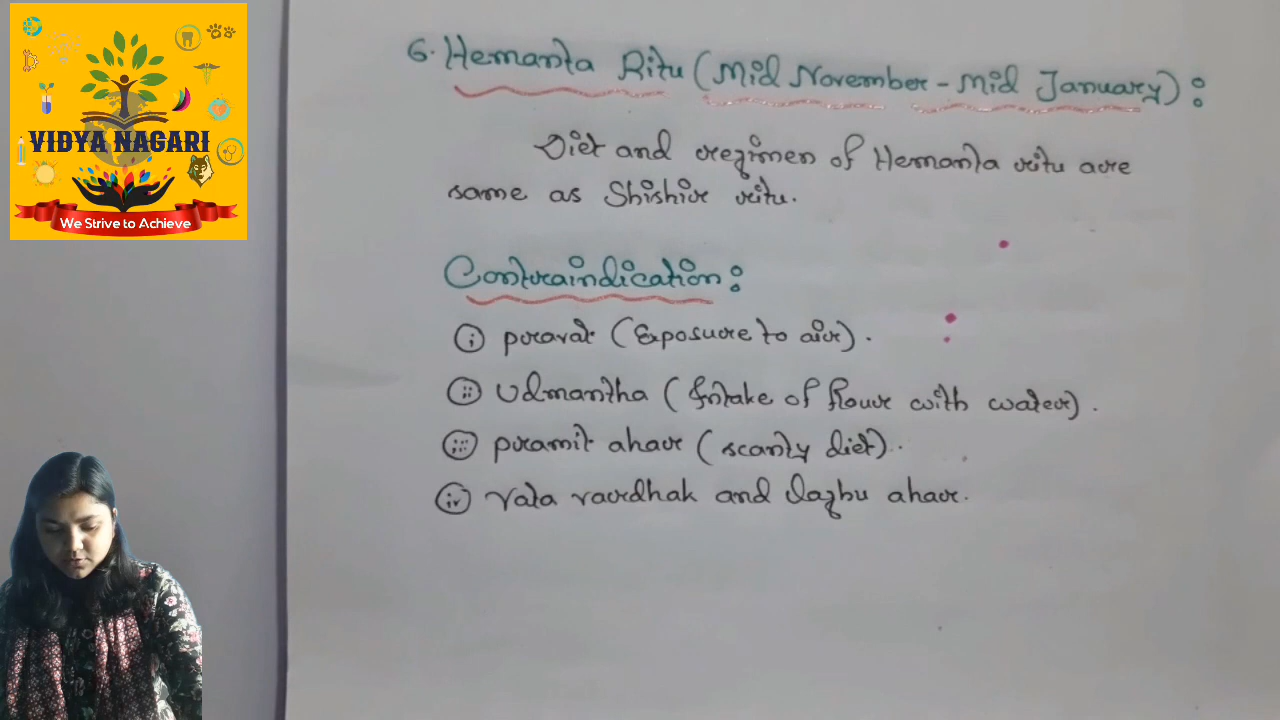 VIDYA NAGARI
We Strive to Achieve
6. Hemanta Ritu (Mid November - Mid January) :
Diet and regimen of Hemanta ritu are
same as Shishir ritu.
Contraindication :
(i) pravat (Exposure to air).
(ii) Udmantha (Intake of flour with water).
(iii) pramit ahar (scanty diet)..
(iv) Vata vardhak and laghu ahar.